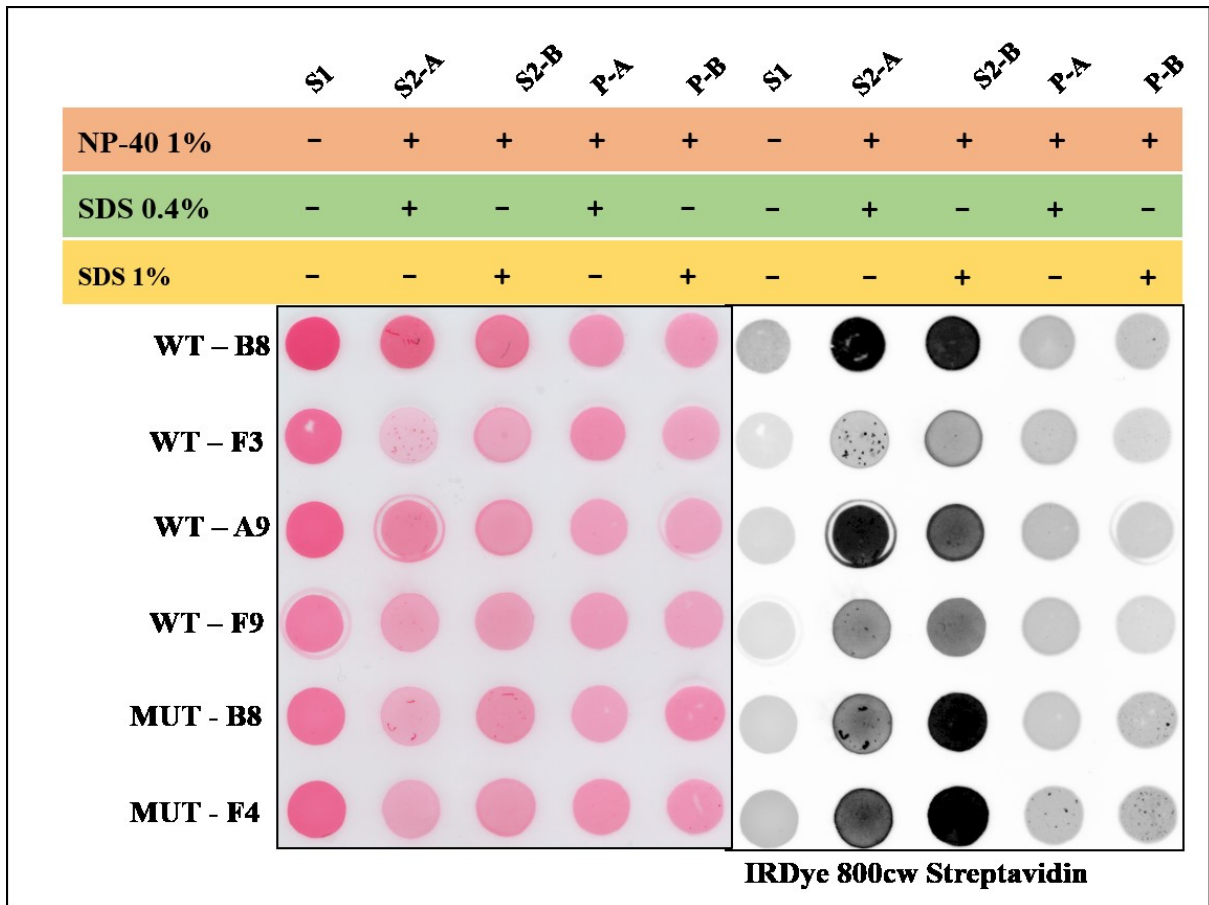 S1 S2-A S2-B P-A P-B S1 S2-A S2-B P-A P-B
NP-40 1% − + + + + − + + + +
SDS 0.4% − + − + − − + − + −
SDS 1% − − + − + − − + − +
WT – B8
WT – F3
WT – A9
WT – F9
MUT - B8
MUT - F4
IRDye 800cw Streptavidin